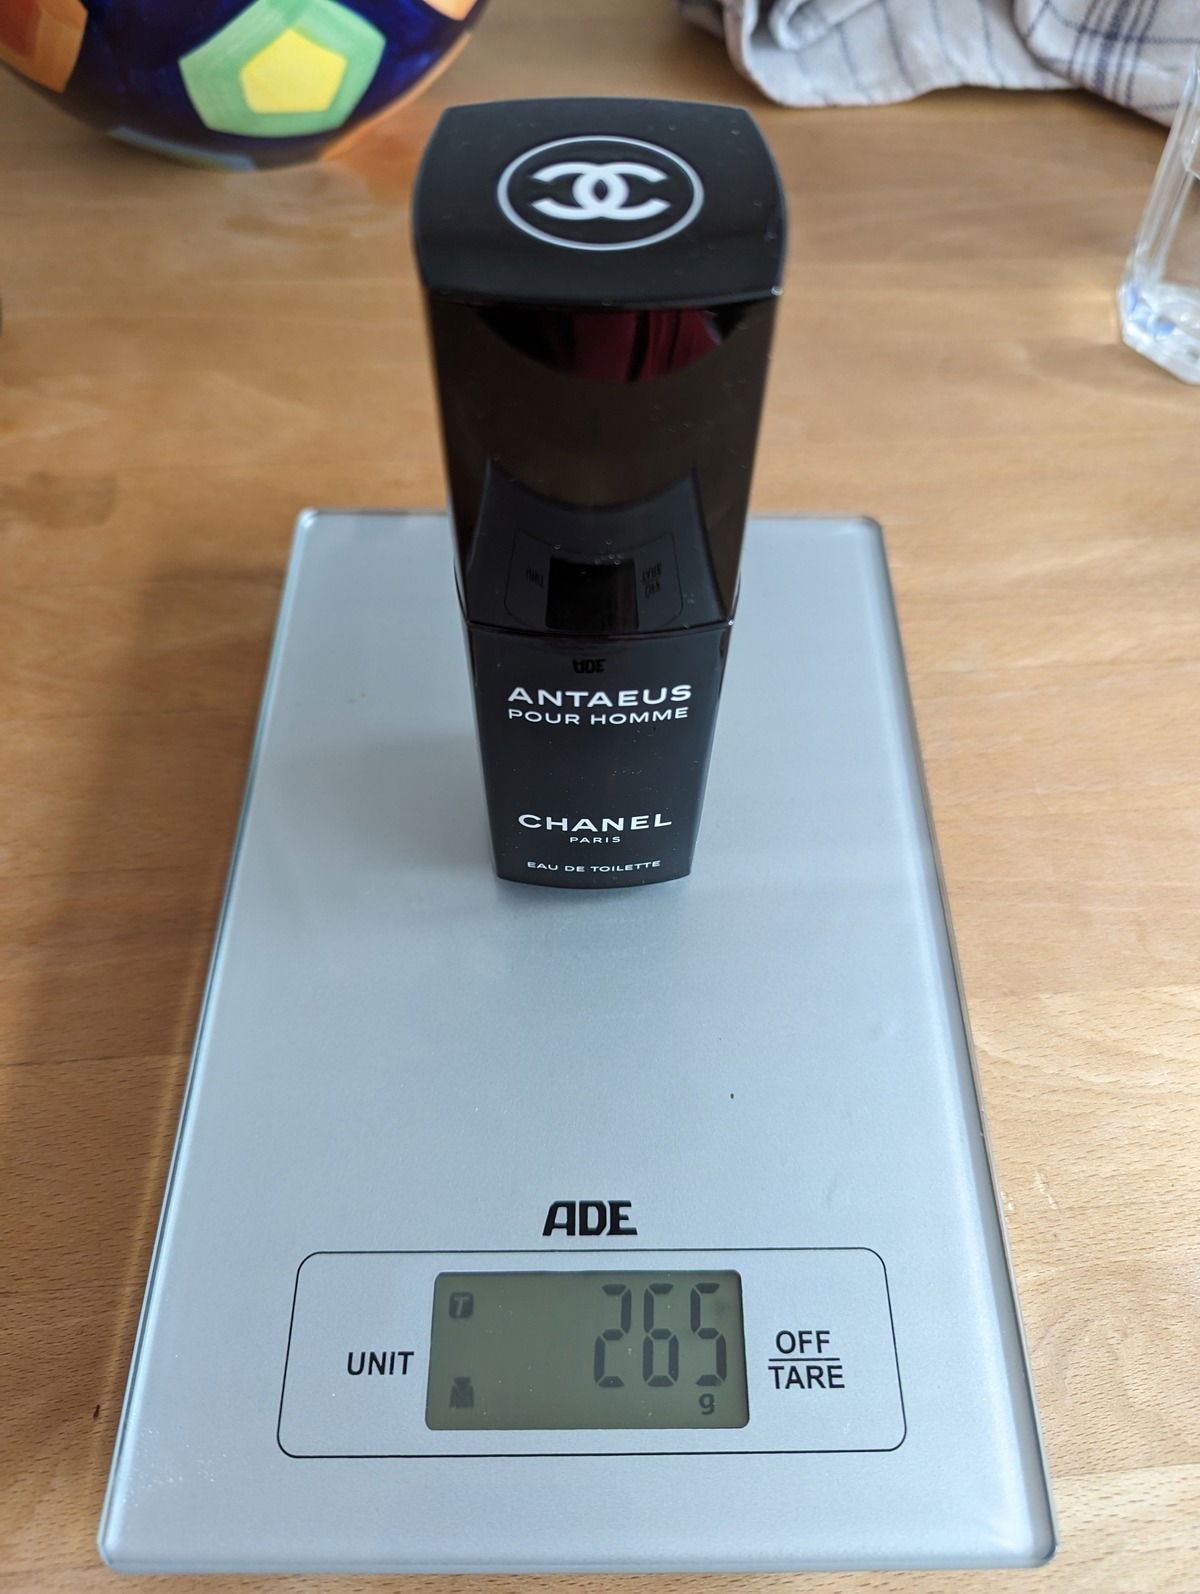 ANTAEUS
POUR HOMME
CHANEL
PARIS
EAU DE TOILETTE
ADE
UNIT
T
265
g
OFF
TARE